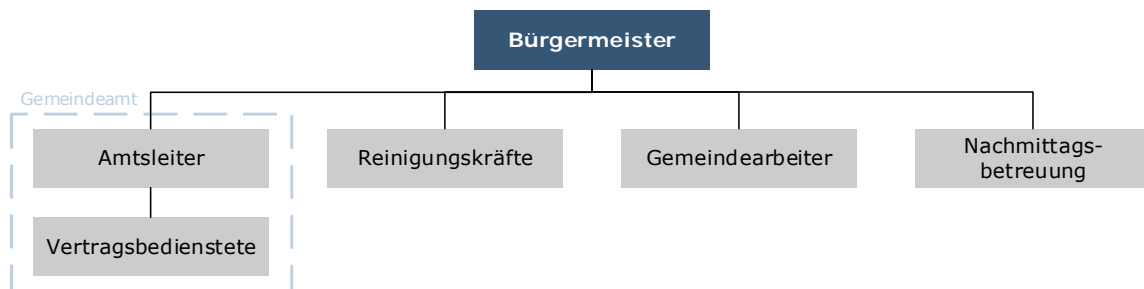 Bürgermeister
Gemeindeamt
Amtsleiter
Reinigungskräfte
Gemeindearbeiter
Nachmittags-
betreuung
Vertragsbedienstete